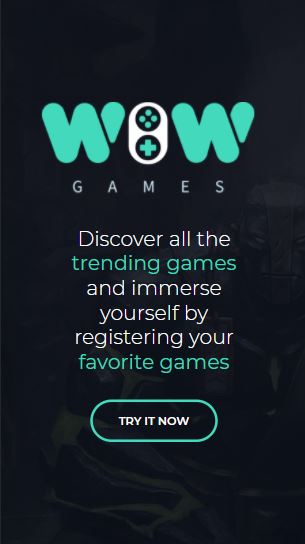 WOW
GAMES
Discover all the
trending games
and immerse
yourself by
registering your
favorite games
TRY IT NOW